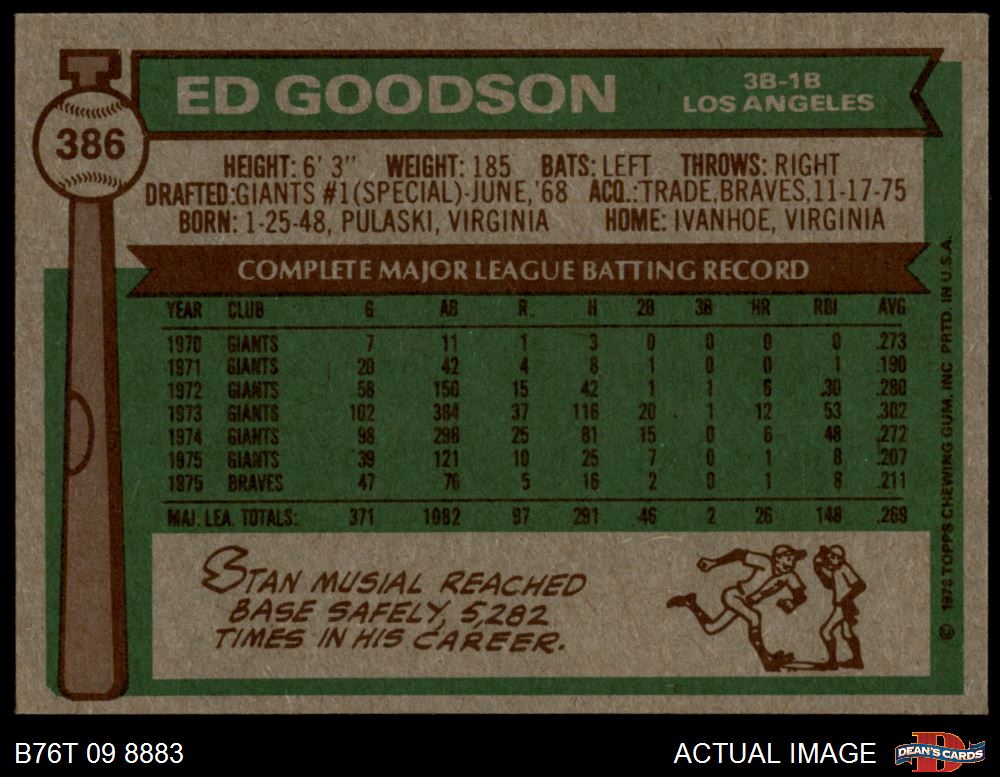 386
ED GOODSON
3B-1B
LOS ANGELES
HEIGHT: 6' 3" WEIGHT: 185 BATS: LEFT THROWS: RIGHT
DRAFTED: GIANTS #1 (SPECIAL)-JUNE, '68 ACQ.: TRADE, BRAVES, 11-17-75
BORN: 1-25-48, PULASKI, VIRGINIA HOME: IVANHOE, VIRGINIA
COMPLETE MAJOR LEAGUE BATTING RECORD
YEAR CLUB G AB R H 2B 3B HR RBI AVG
1970 GIANTS 7 11 1 3 0 0 0 0 .273
1971 GIANTS 20 42 4 8 1 0 0 1 .190
1972 GIANTS 58 150 15 42 1 1 6 30 .280
1973 GIANTS 102 384 37 116 20 1 12 53 .302
1974 GIANTS 98 298 25 81 15 0 6 48 .272
1975 GIANTS 39 121 10 25 7 0 1 8 .207
1975 BRAVES 47 76 5 16 2 0 1 8 .211
MAJ. LEA. TOTALS: 371 1082 97 291 46 2 26 148 .269
STAN MUSIAL REACHED
BASE SAFELY, 5,282
TIMES IN HIS CAREER.
© 1976 TOPPS CHEWING GUM, INC. PRTD. IN U.S.A.
B76T 09 8883
ACTUAL IMAGE
DEAN'S CARDS